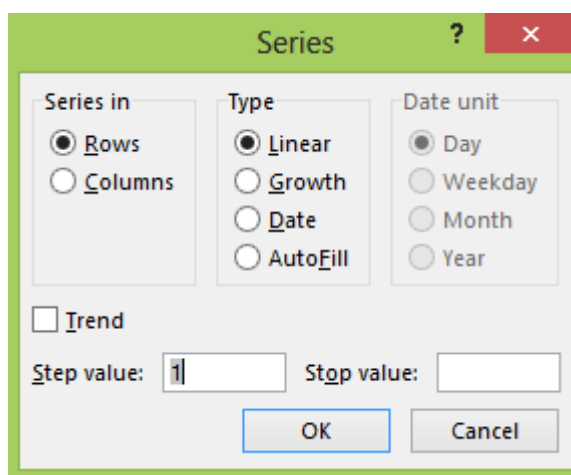 Series ? ×
Series in Type Date unit
Rows Linear Day
Columns Growth Weekday
Date Month
AutoFill Year
Trend
Step value: 1 Stop value:
OK Cancel